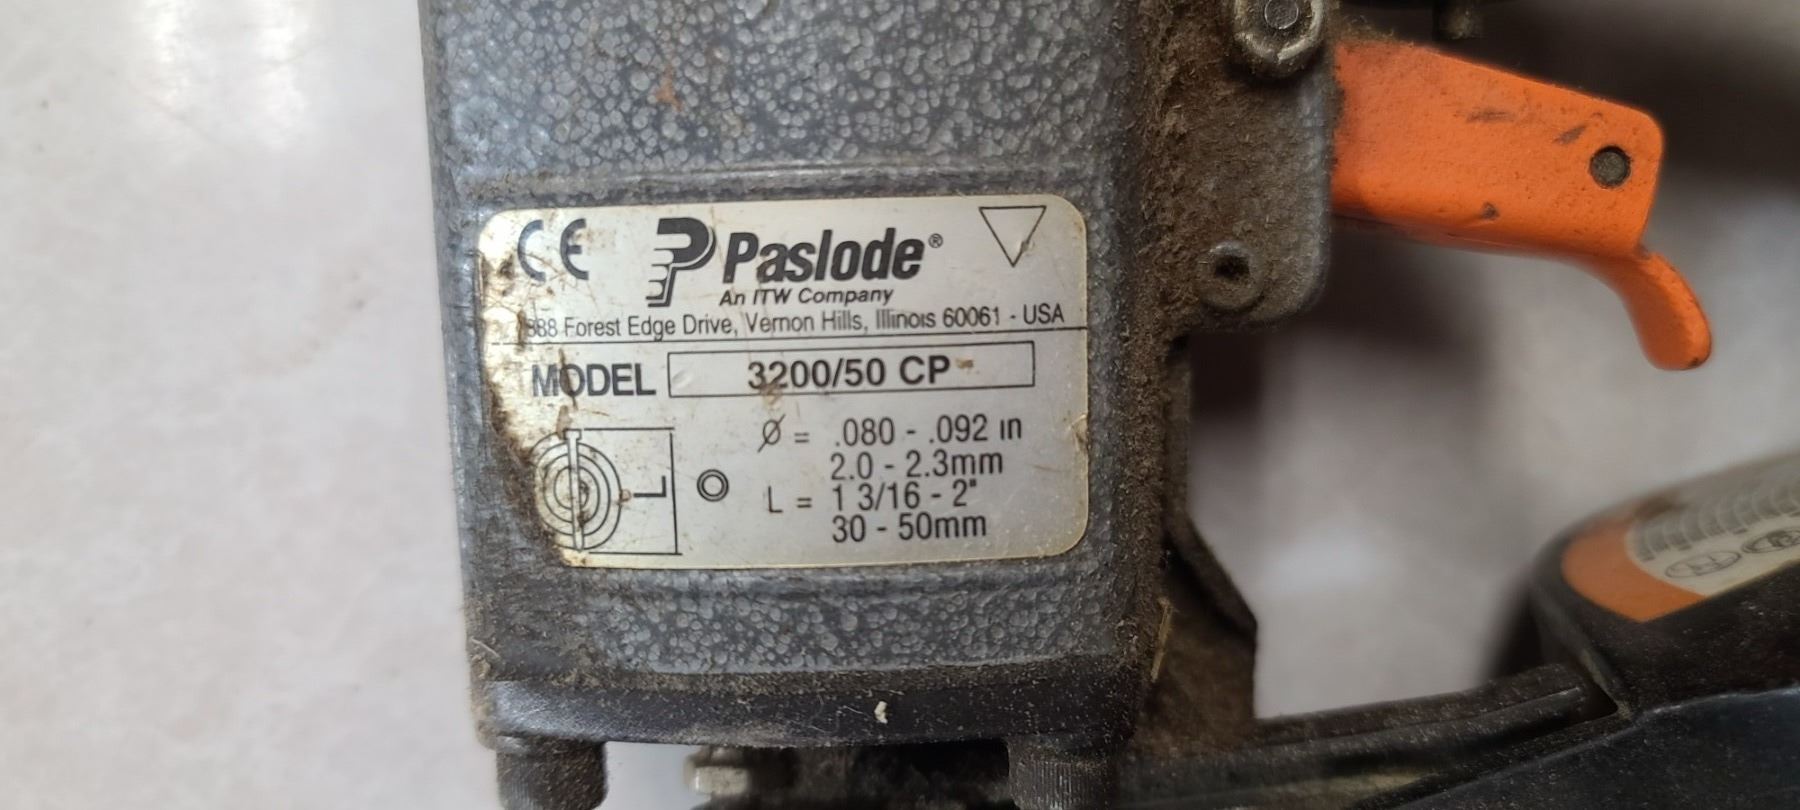 CE Paslode®
An ITW Company
888 Forest Edge Drive, Vernon Hills, Illinois 60061 - USA
MODEL 3200/50 CP
Ø = .080 - .092 in
2.0 - 2.3mm
L
L = 1 3/16 - 2"
30 - 50mm